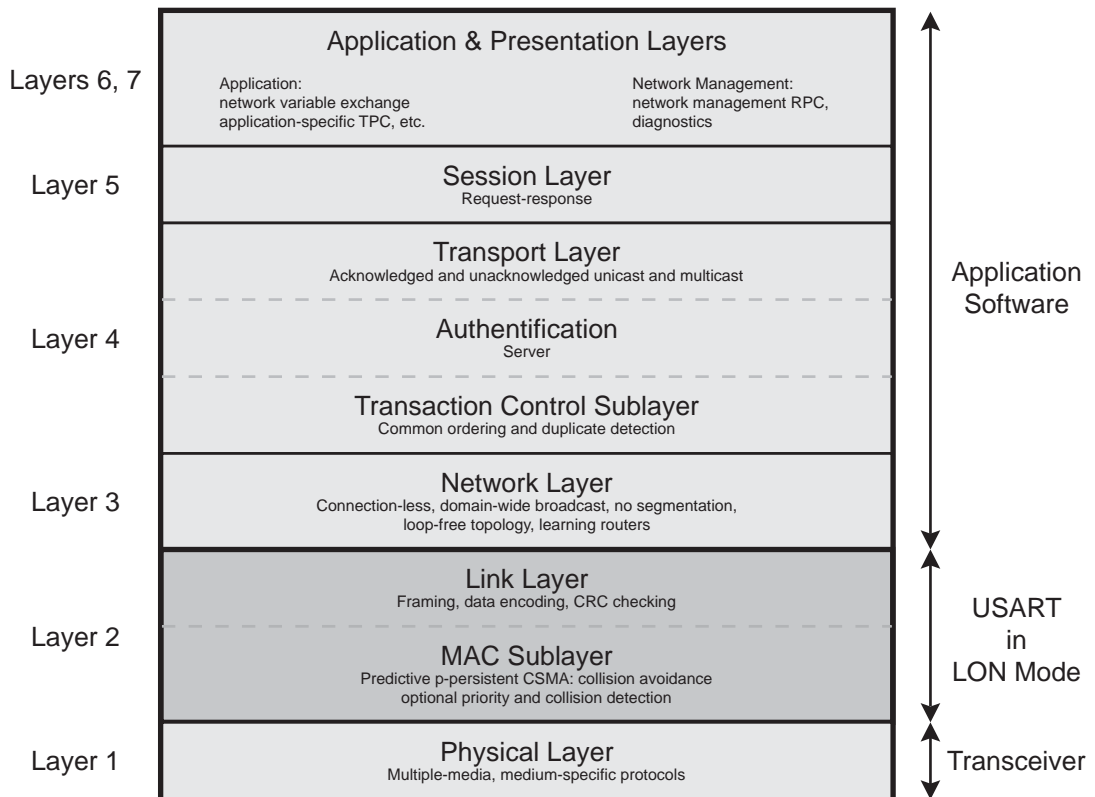 Application & Presentation Layers
Layers 6, 7
Application:
network variable exchange
application-specific TPC, etc.
Network Management:
network management RPC,
diagnostics
Layer 5
Session Layer
Request-response
Transport Layer
Acknowledged and unacknowledged unicast and multicast
Application
Software
Layer 4
Authentification
Server
Transaction Control Sublayer
Common ordering and duplicate detection
Layer 3
Network Layer
Connection-less, domain-wide broadcast, no segmentation,
loop-free topology, learning routers
Link Layer
Framing, data encoding, CRC checking
Layer 2
USART
in
LON Mode
MAC Sublayer
Predictive p-persistent CSMA: collision avoidance
optional priority and collision detection
Layer 1
Physical Layer
Multiple-media, medium-specific protocols
Transceiver